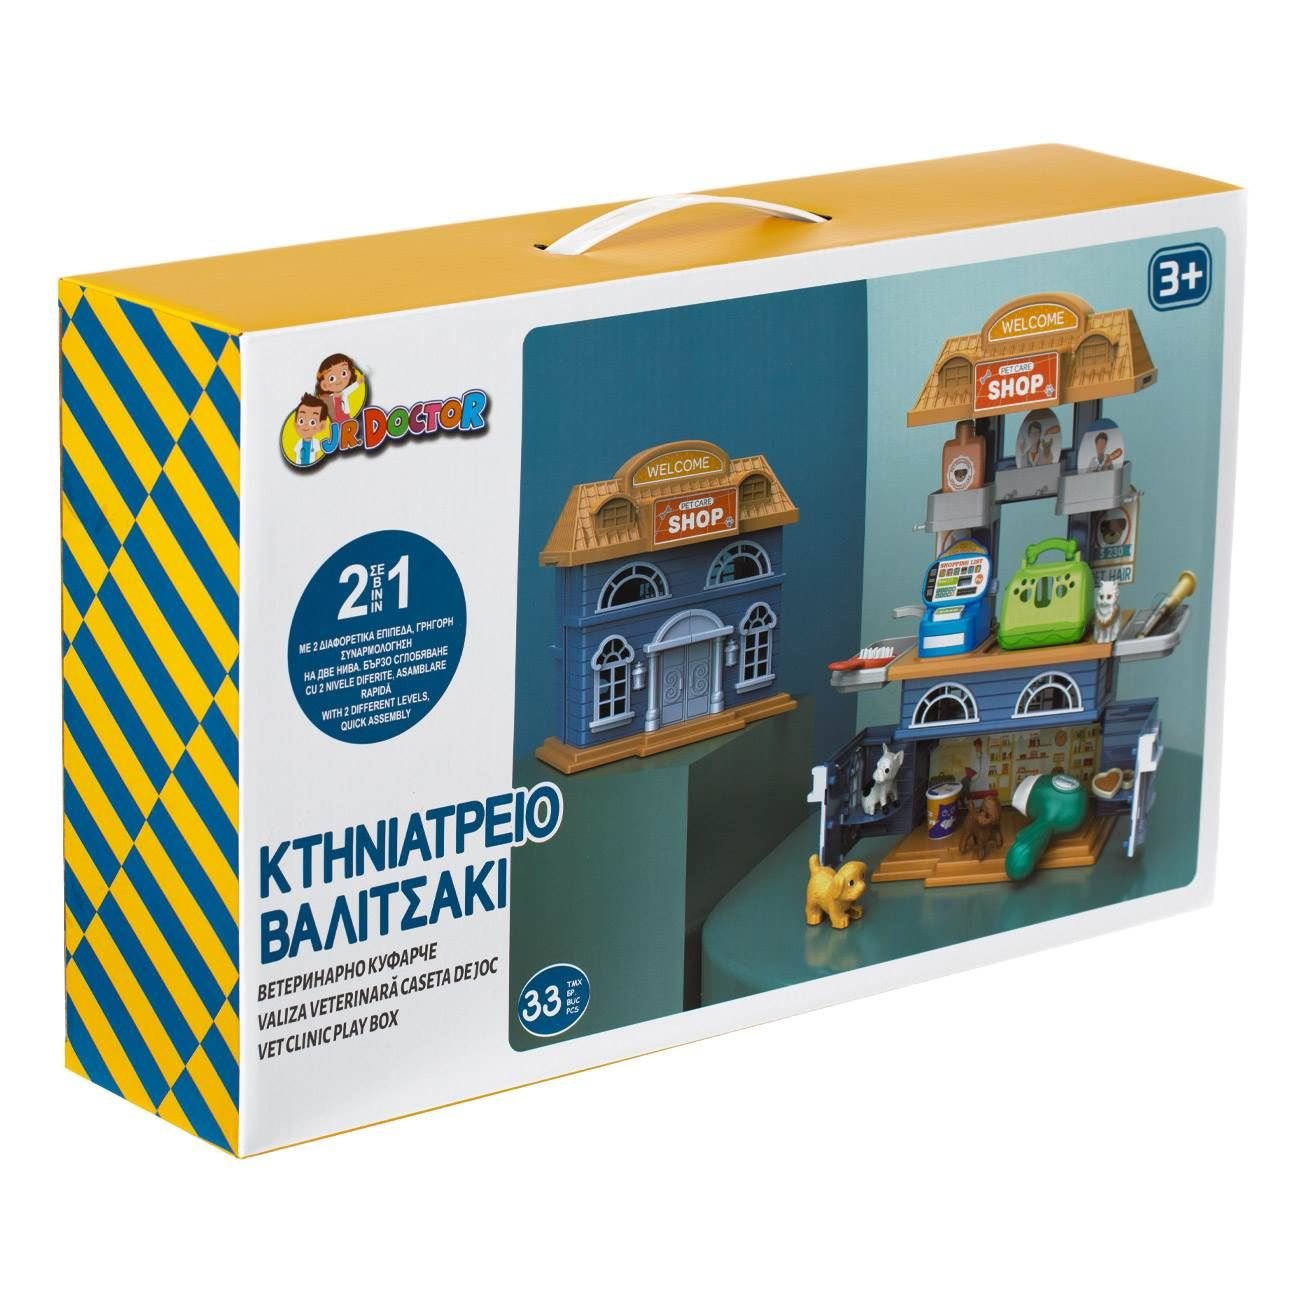 3+
JR. DOCTOR
WELCOME
PET CARE
SHOP
WELCOME
PET CARE
SHOP
SHOPPING LIST
2 ΣΕ В IN IN 1
ΜΕ 2 ΔΙΑΦΟΡΕΤΙΚΑ ΕΠΙΠΕΔΑ, ΓΡΗΓΟΡΗ
ΣΥΝΑΡΜΟΛΟΓΗΣΗ
НА ДВЕ НИВА. БЪРЗО СГЛОБЯВАНЕ
CU 2 NIVELE DIFERITE, ASAMBLARE
RAPIDĂ
WITH 2 DIFFERENT LEVELS,
QUICK ASSEMBLY
ΚΤΗΝΙΑΤΡΕΙΟ
ΒΑΛΙΤΣΑΚΙ
ВЕТЕРИНАРНО КУФАРЧЕ
VALIZA VETERINARĂ CASETA DE JOC
VET CLINIC PLAY BOX
33 ΤΜΧ
БР.
BUC
PCS